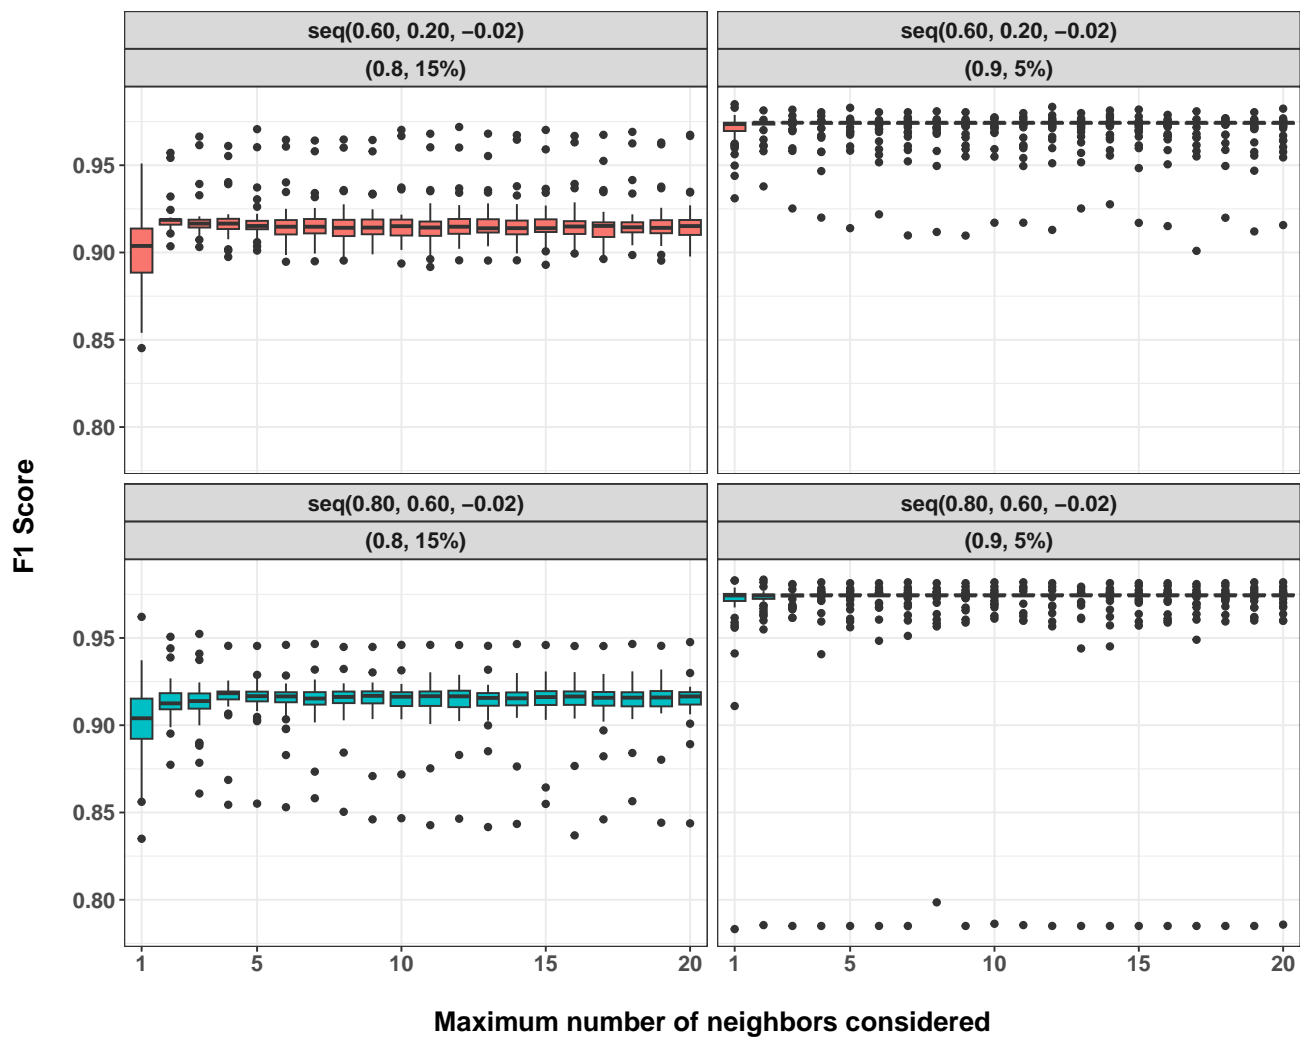 seq(0.60, 0.20, −0.02)
seq(0.60, 0.20, −0.02)
(0.8, 15%)
(0.9, 5%)
0.95
0.90
0.85
0.80
seq(0.80, 0.60, −0.02)
seq(0.80, 0.60, −0.02)
(0.8, 15%)
(0.9, 5%)
0.95
0.90
0.85
0.80
1 5 10 15 20
1 5 10 15 20
F1 Score
Maximum number of neighbors considered